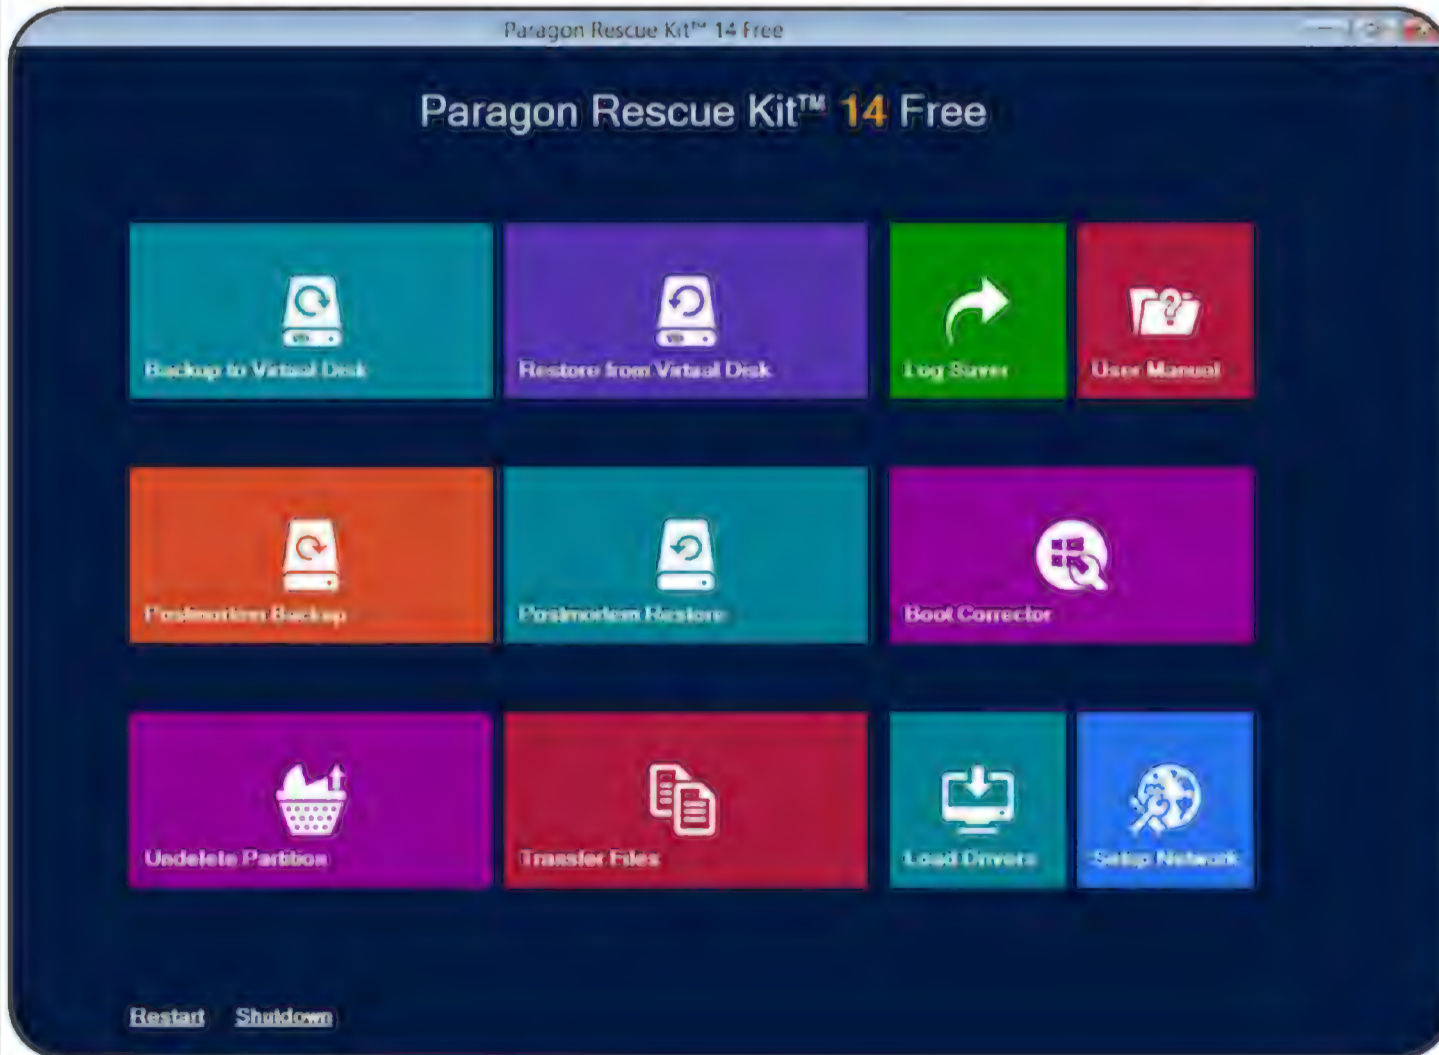 Paragon Rescue Kit™ 14 Free
Paragon Rescue Kit™ 14 Free
Backup to Virtual Disk
Restore from Virtual Disk
Log Saver
User Manual
Postmortem Backup
Postmortem Restore
Boot Corrector
Undelete Partition
Transfer Files
Load Drivers
Setup Network
Restart Shutdown